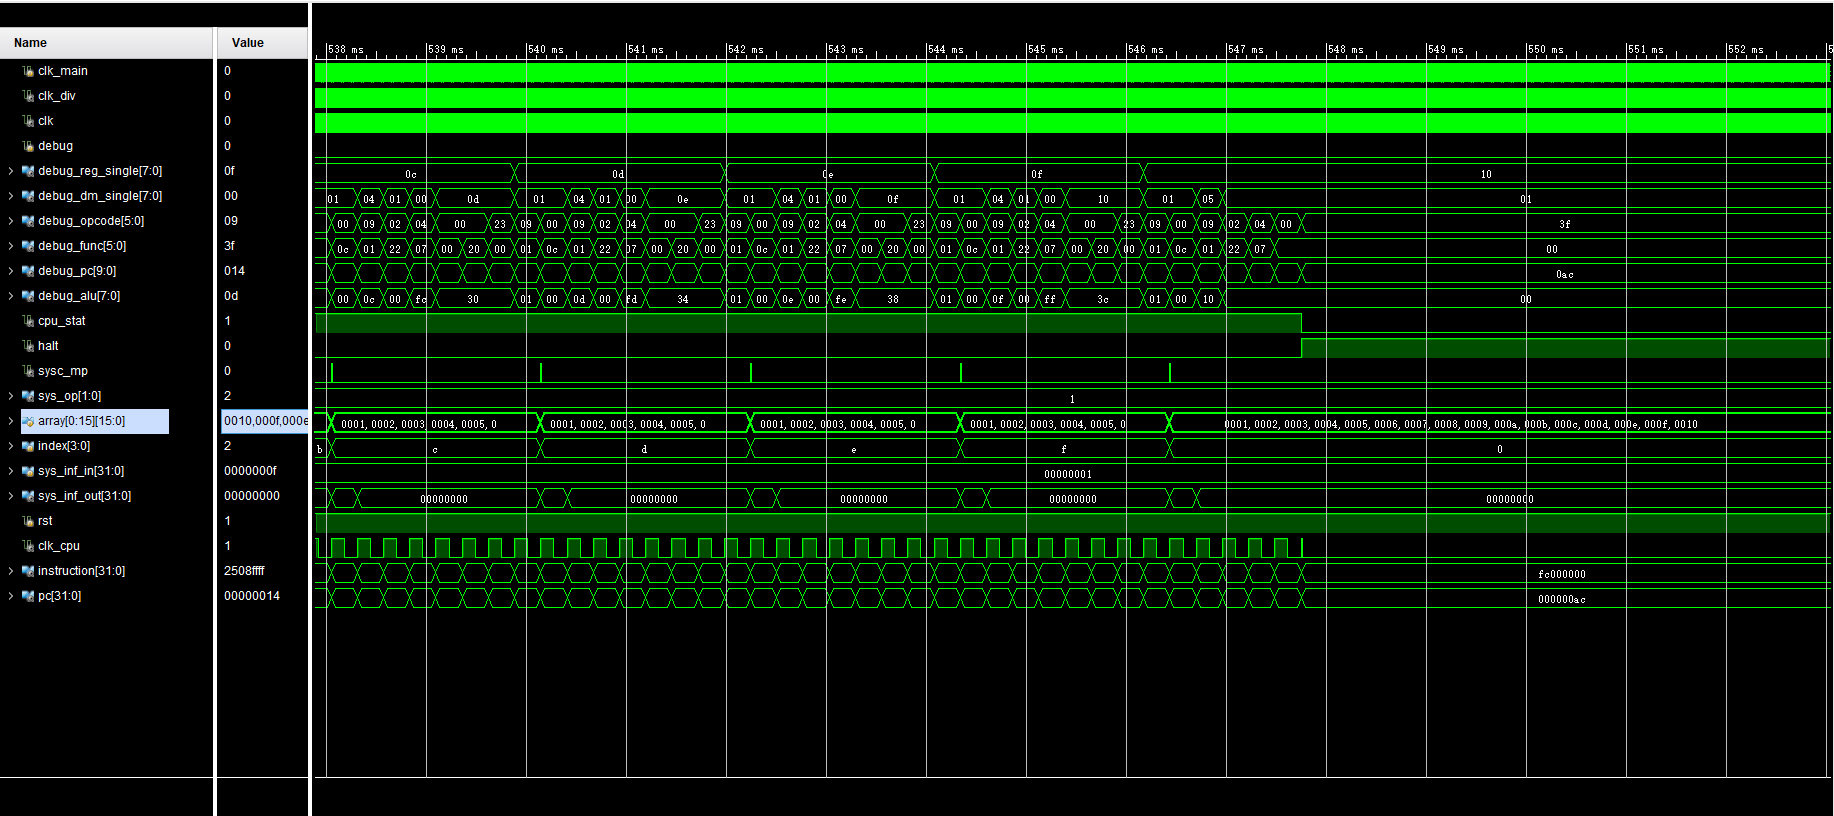 Name Value
538 ms 539 ms 540 ms 541 ms 542 ms 543 ms 544 ms 545 ms 546 ms 547 ms 548 ms 549 ms 550 ms 551 ms 552 ms
clk_main 0
clk_div 0
clk 0
debug 0
debug_reg_single[7:0] 0f 0c 0d 0e 0f 10
debug_dm_single[7:0] 00 01 04 01 00 0d 01 04 01 00 0e 01 04 01 00 0f 01 04 01 00 10 01 05 01
debug_opcode[5:0] 09 00 09 02 04 00 23 09 00 09 02 04 00 23 09 00 09 02 04 00 23 09 00 09 02 04 00 23 09 00 09 02 04 00 3f
debug_func[5:0] 3f 0c 01 22 07 00 20 00 01 0c 01 22 07 00 20 00 01 0c 01 22 07 00 20 00 01 0c 01 22 07 00 20 00 01 0c 01 22 07 00
debug_pc[9:0] 014 0ac
debug_alu[7:0] 0d 00 0c 00 fc 30 01 00 0d 00 fd 34 01 00 0e 00 fe 38 01 00 0f 00 ff 3c 01 00 10 00
cpu_stat 1
halt 0
sysc_mp 0
sys_op[1:0] 2 1
array[0:15][15:0] 0010,000f,000e 0001,0002,0003,0004,0005,0 0001,0002,0003,0004,0005,0 0001,0002,0003,0004,0005,0 0001,0002,0003,0004,0005,0 0001,0002,0003,0004,0005,0006,0007,0008,0009,000a,000b,000c,000d,000e,000f,0010
index[3:0] 2 b c d e f 0
sys_inf_in[31:0] 0000000f 00000001
sys_inf_out[31:0] 00000000 00000000 00000000 00000000 00000000 00000000
rst 1
clk_cpu 1
instruction[31:0] 2508ffff fc000000
pc[31:0] 00000014 000000ac